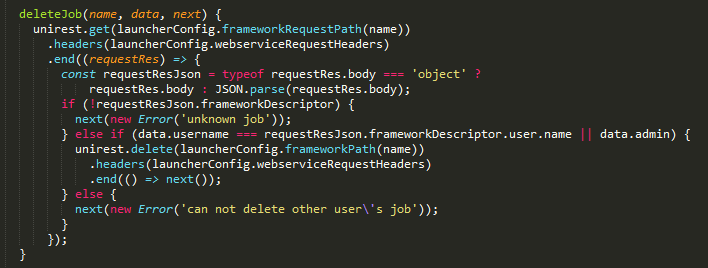 deleteJob(name, data, next) {
  unirest.get(launcherConfig.frameworkRequestPath(name))
    .headers(launcherConfig.webserviceRequestHeaders)
    .end((requestRes) => {
      const requestResJson = typeof requestRes.body === 'object' ?
          requestRes.body : JSON.parse(requestRes.body);
      if (!requestResJson.frameworkDescriptor) {
        next(new Error('unknown job'));
      } else if (data.username === requestResJson.frameworkDescriptor.user.name || data.admin) {
        unirest.delete(launcherConfig.frameworkPath(name))
          .headers(launcherConfig.webserviceRequestHeaders)
          .end(() => next());
      } else {
        next(new Error('can not delete other user\'s job'));
      }
    });
}